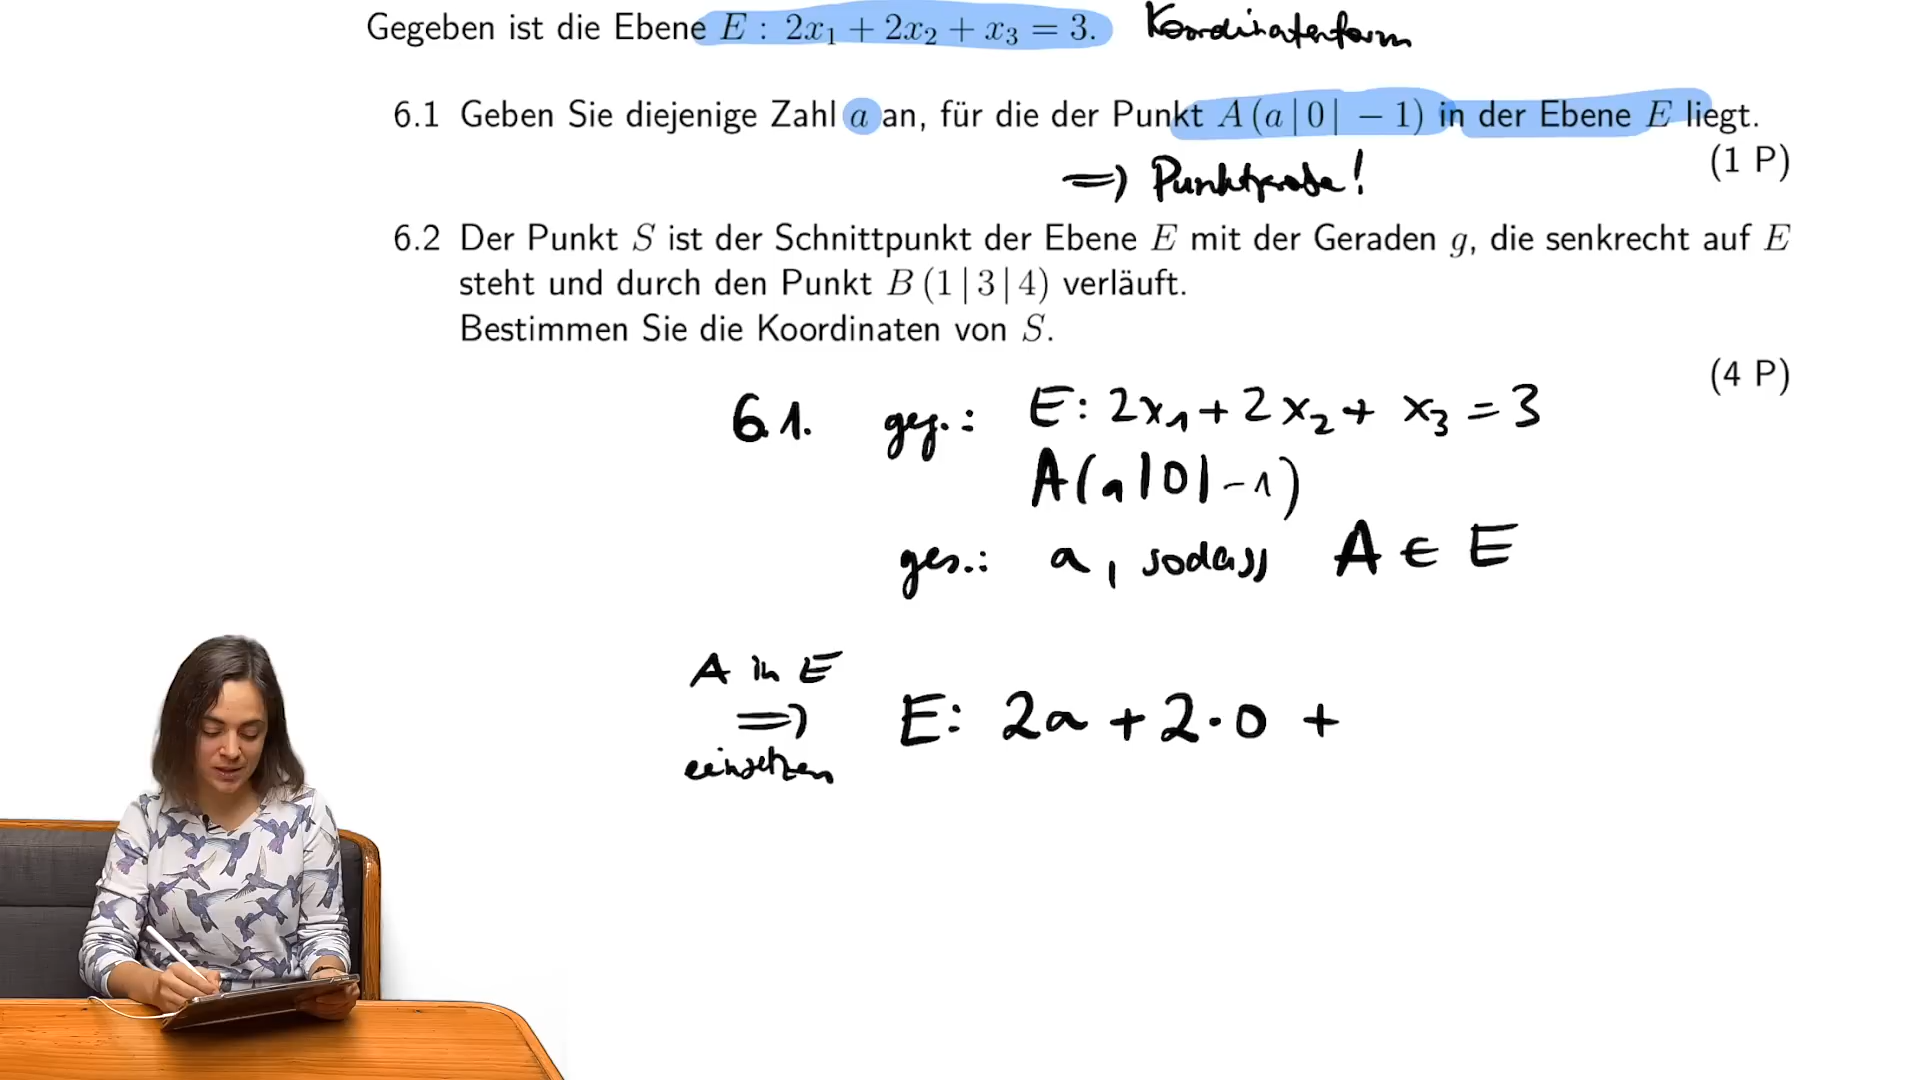 Gegeben ist die Ebene E : 2x₁ + 2x₂ + x₃ = 3. Koordinatenform
6.1 Geben Sie diejenige Zahl a an, für die der Punkt A (a | 0 | − 1) in der Ebene E liegt.
(1 P)
⇒ Punktprobe!
6.2 Der Punkt S ist der Schnittpunkt der Ebene E mit der Geraden g, die senkrecht auf E
steht und durch den Punkt B (1 | 3 | 4) verläuft.
Bestimmen Sie die Koordinaten von S.
(4 P)
6.1. geg.: E: 2x₁ + 2x₂ + x₃ = 3
A(a|0|-1)
ges.: a, sodass A ∈ E
A in E
⇒ E: 2a + 2·0 +
einsetzen